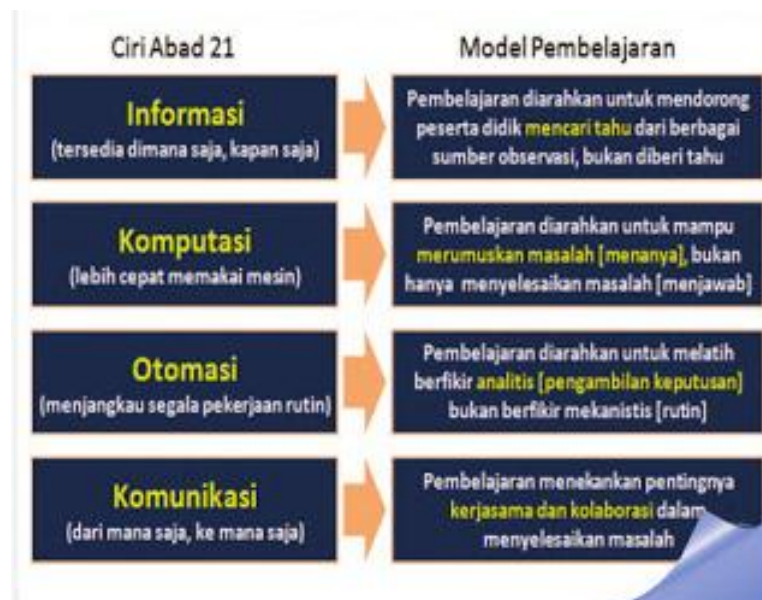 Ciri Abad 21
Model Pembelajaran
Informasi
(tersedia dimana saja, kapan saja)
Pembelajaran diarahkan untuk mendorong
peserta didik mencari tahu dari berbagai
sumber observasi, bukan diberi tahu
Komputasi
(lebih cepat memakai mesin)
Pembelajaran diarahkan untuk mampu
merumuskan masalah [menanya], bukan
hanya menyelesaikan masalah [menjawab]
Otomasi
(menjangkau segala pekerjaan rutin)
Pembelajaran diarahkan untuk melatih
berfikir analitis [pengambilan keputusan]
bukan berfikir mekanistis [rutin]
Komunikasi
(dari mana saja, ke mana saja)
Pembelajaran menekankan pentingnya
kerjasama dan kolaborasi dalam
menyelesaikan masalah